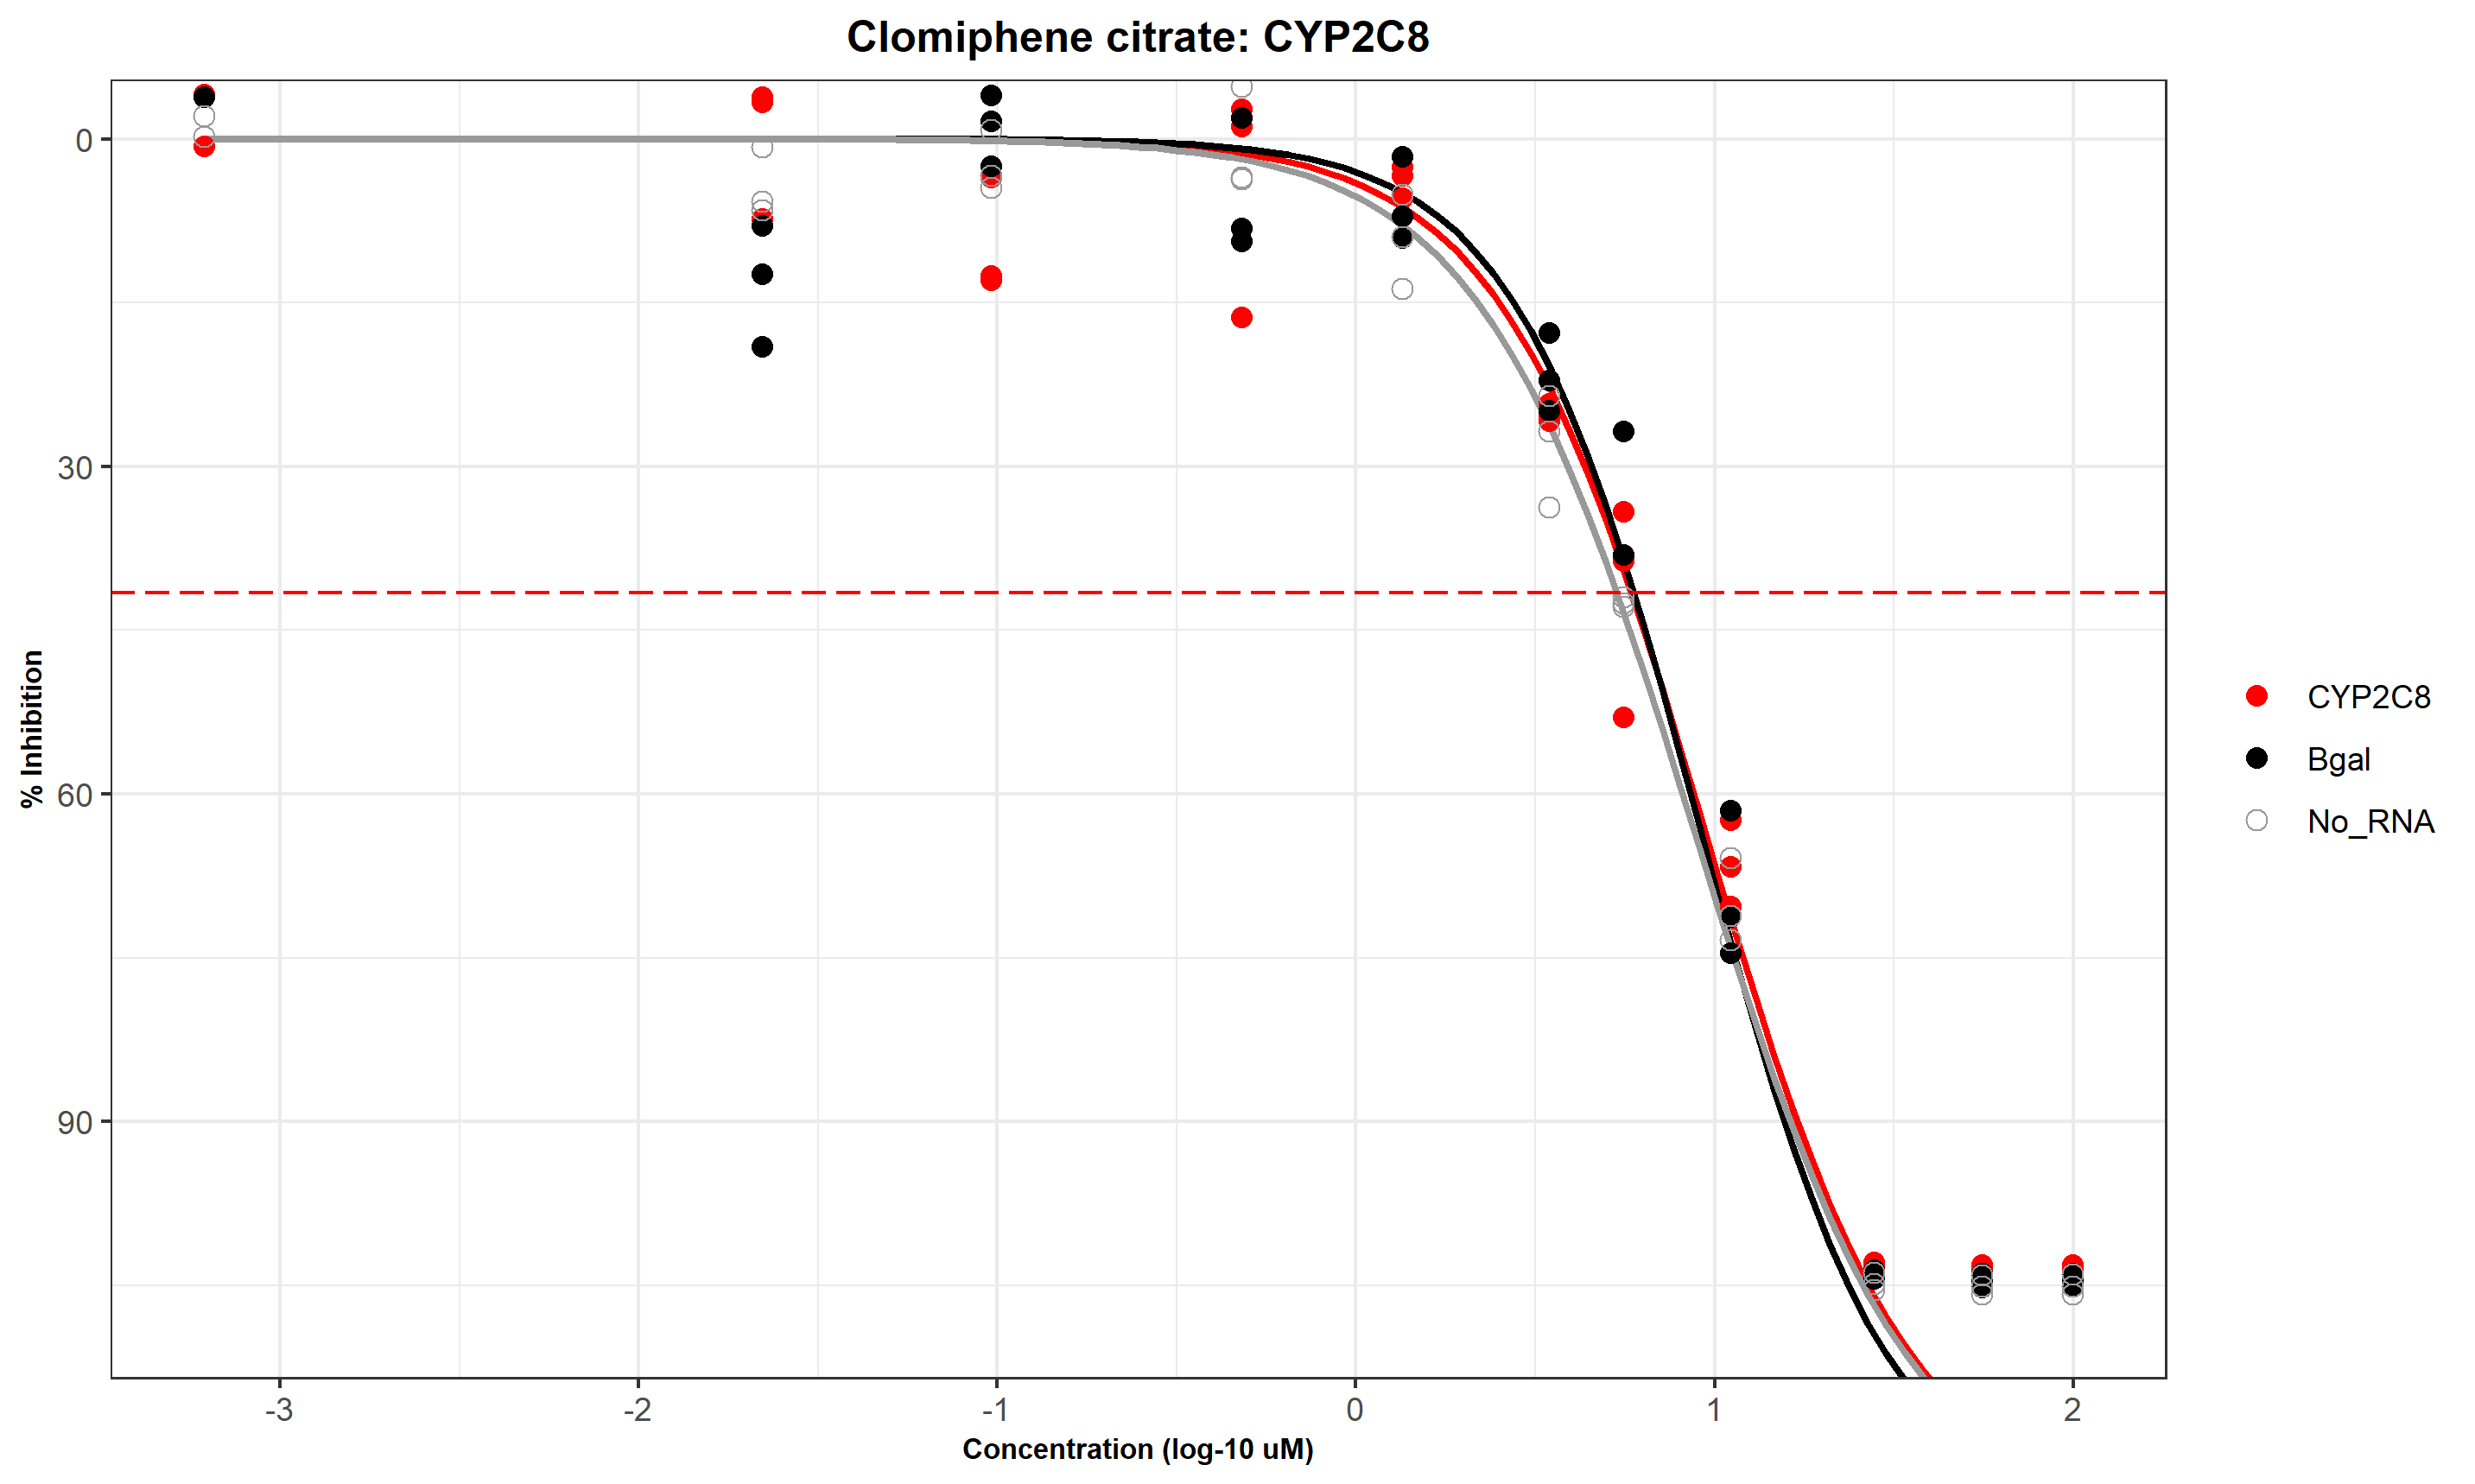 Clomiphene citrate: CYP2C8
% Inhibition
0
30
60
90
-3
-2
-1
0
1
2
Concentration (log-10 uM)
CYP2C8
Bgal
No_RNA